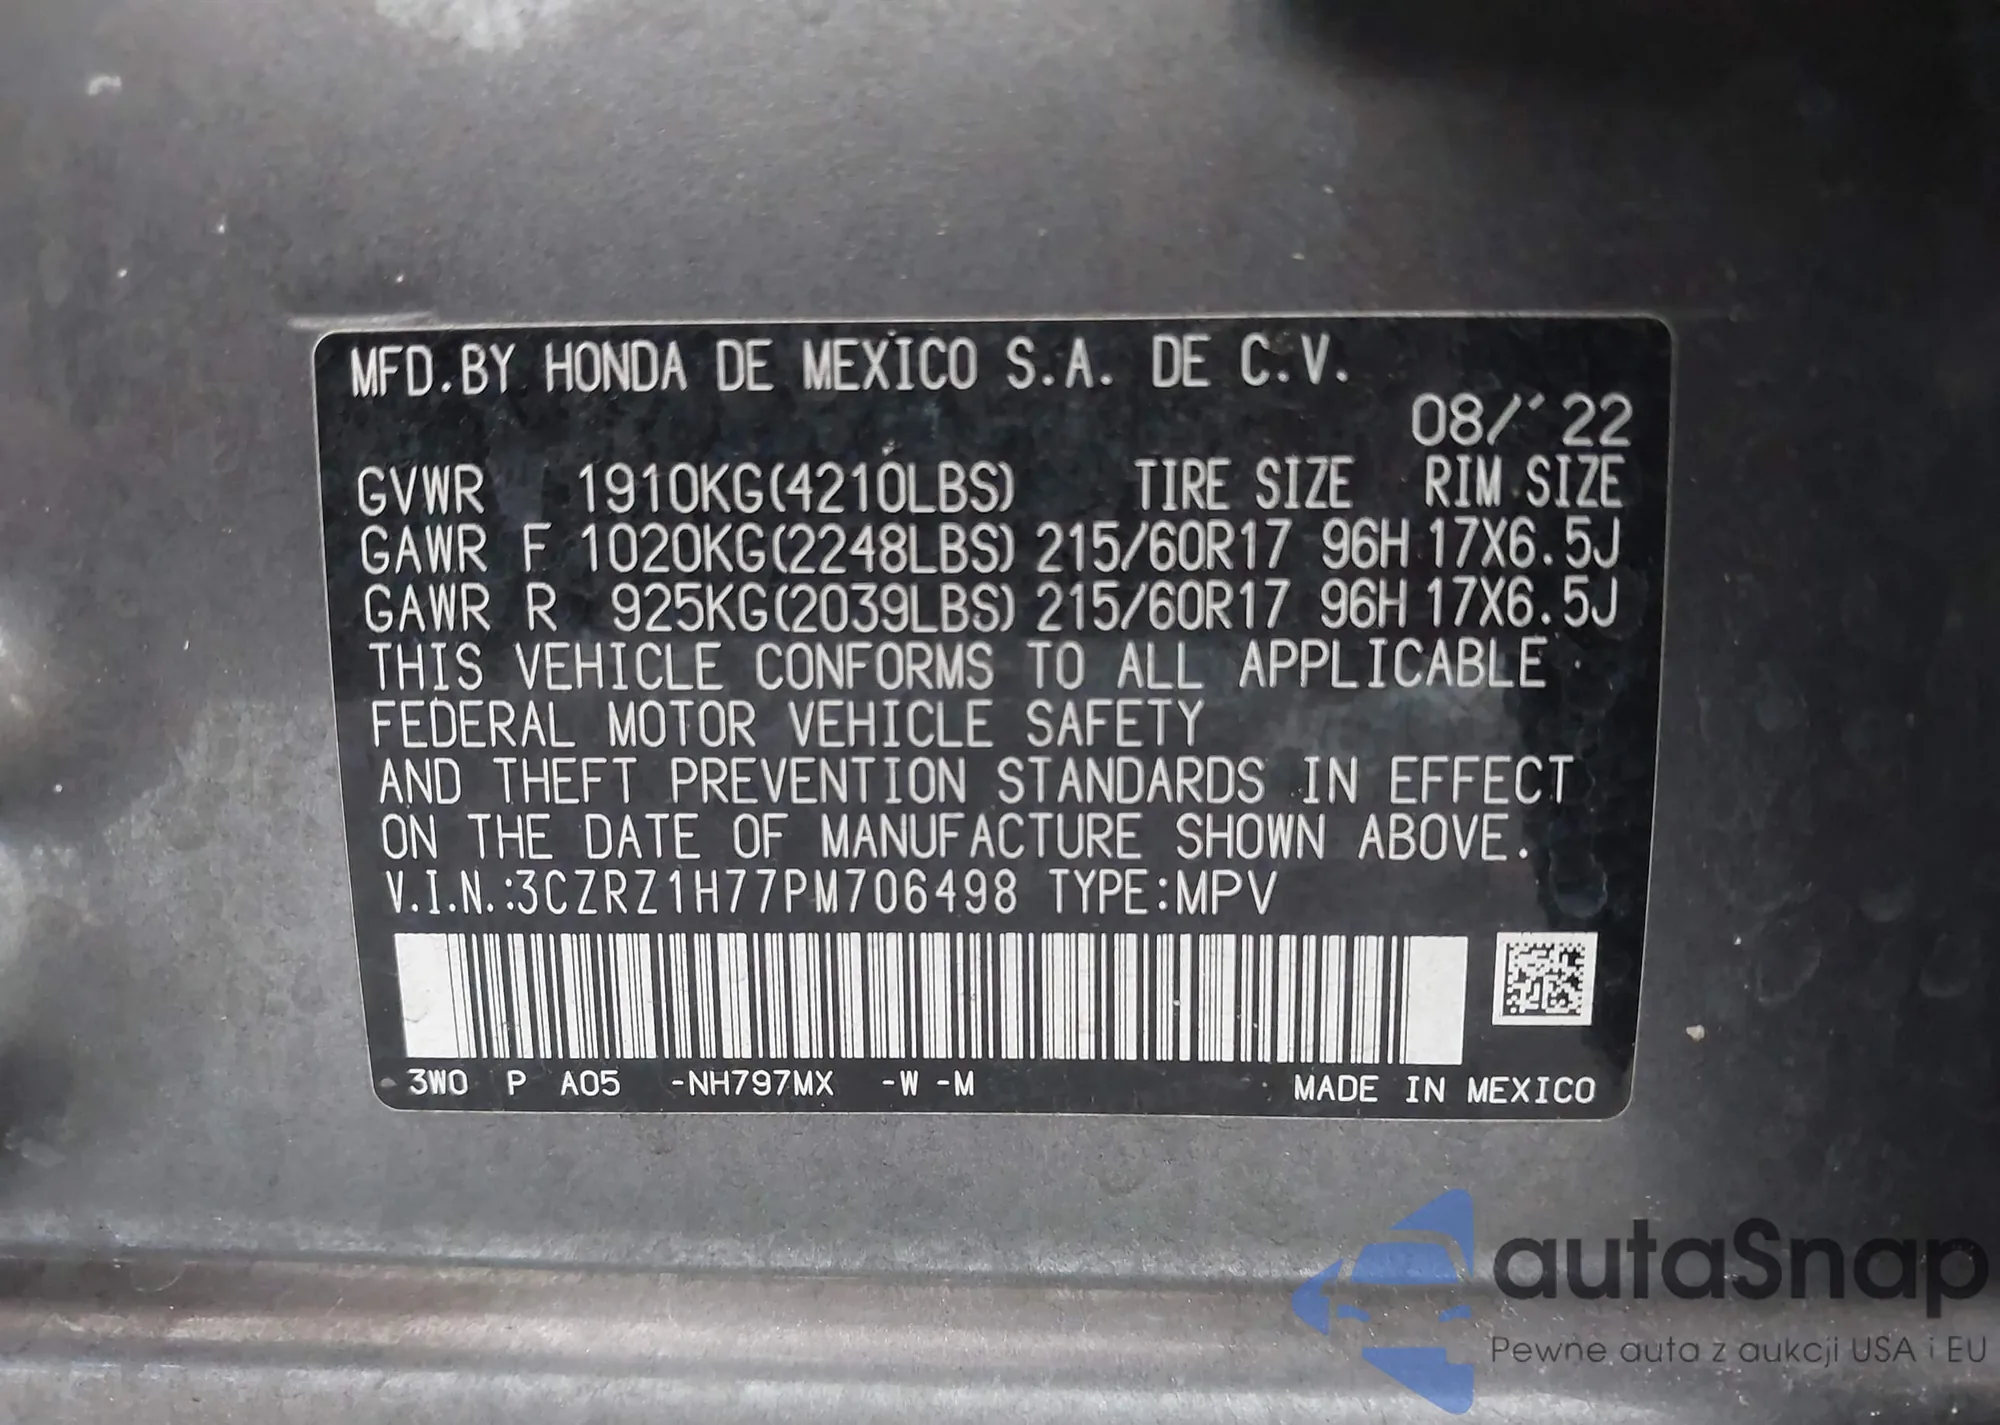 MFD.BY HONDA DE MEXICO S.A. DE C.V.
08/'22
GVWR 1910KG(4210LBS) TIRE SIZE RIM SIZE
GAWR F 1020KG(2248LBS) 215/60R17 96H 17X6.5J
GAWR R 925KG(2039LBS) 215/60R17 96H 17X6.5J
THIS VEHICLE CONFORMS TO ALL APPLICABLE
FEDERAL MOTOR VEHICLE SAFETY
AND THEFT PREVENTION STANDARDS IN EFFECT
ON THE DATE OF MANUFACTURE SHOWN ABOVE.
V.I.N.:3CZRZ1H77PM706498 TYPE:MPV
3W0 P A05 -NH797MX -W -M MADE IN MEXICO
autaSnap
Pewne auta z aukcji USA i EU